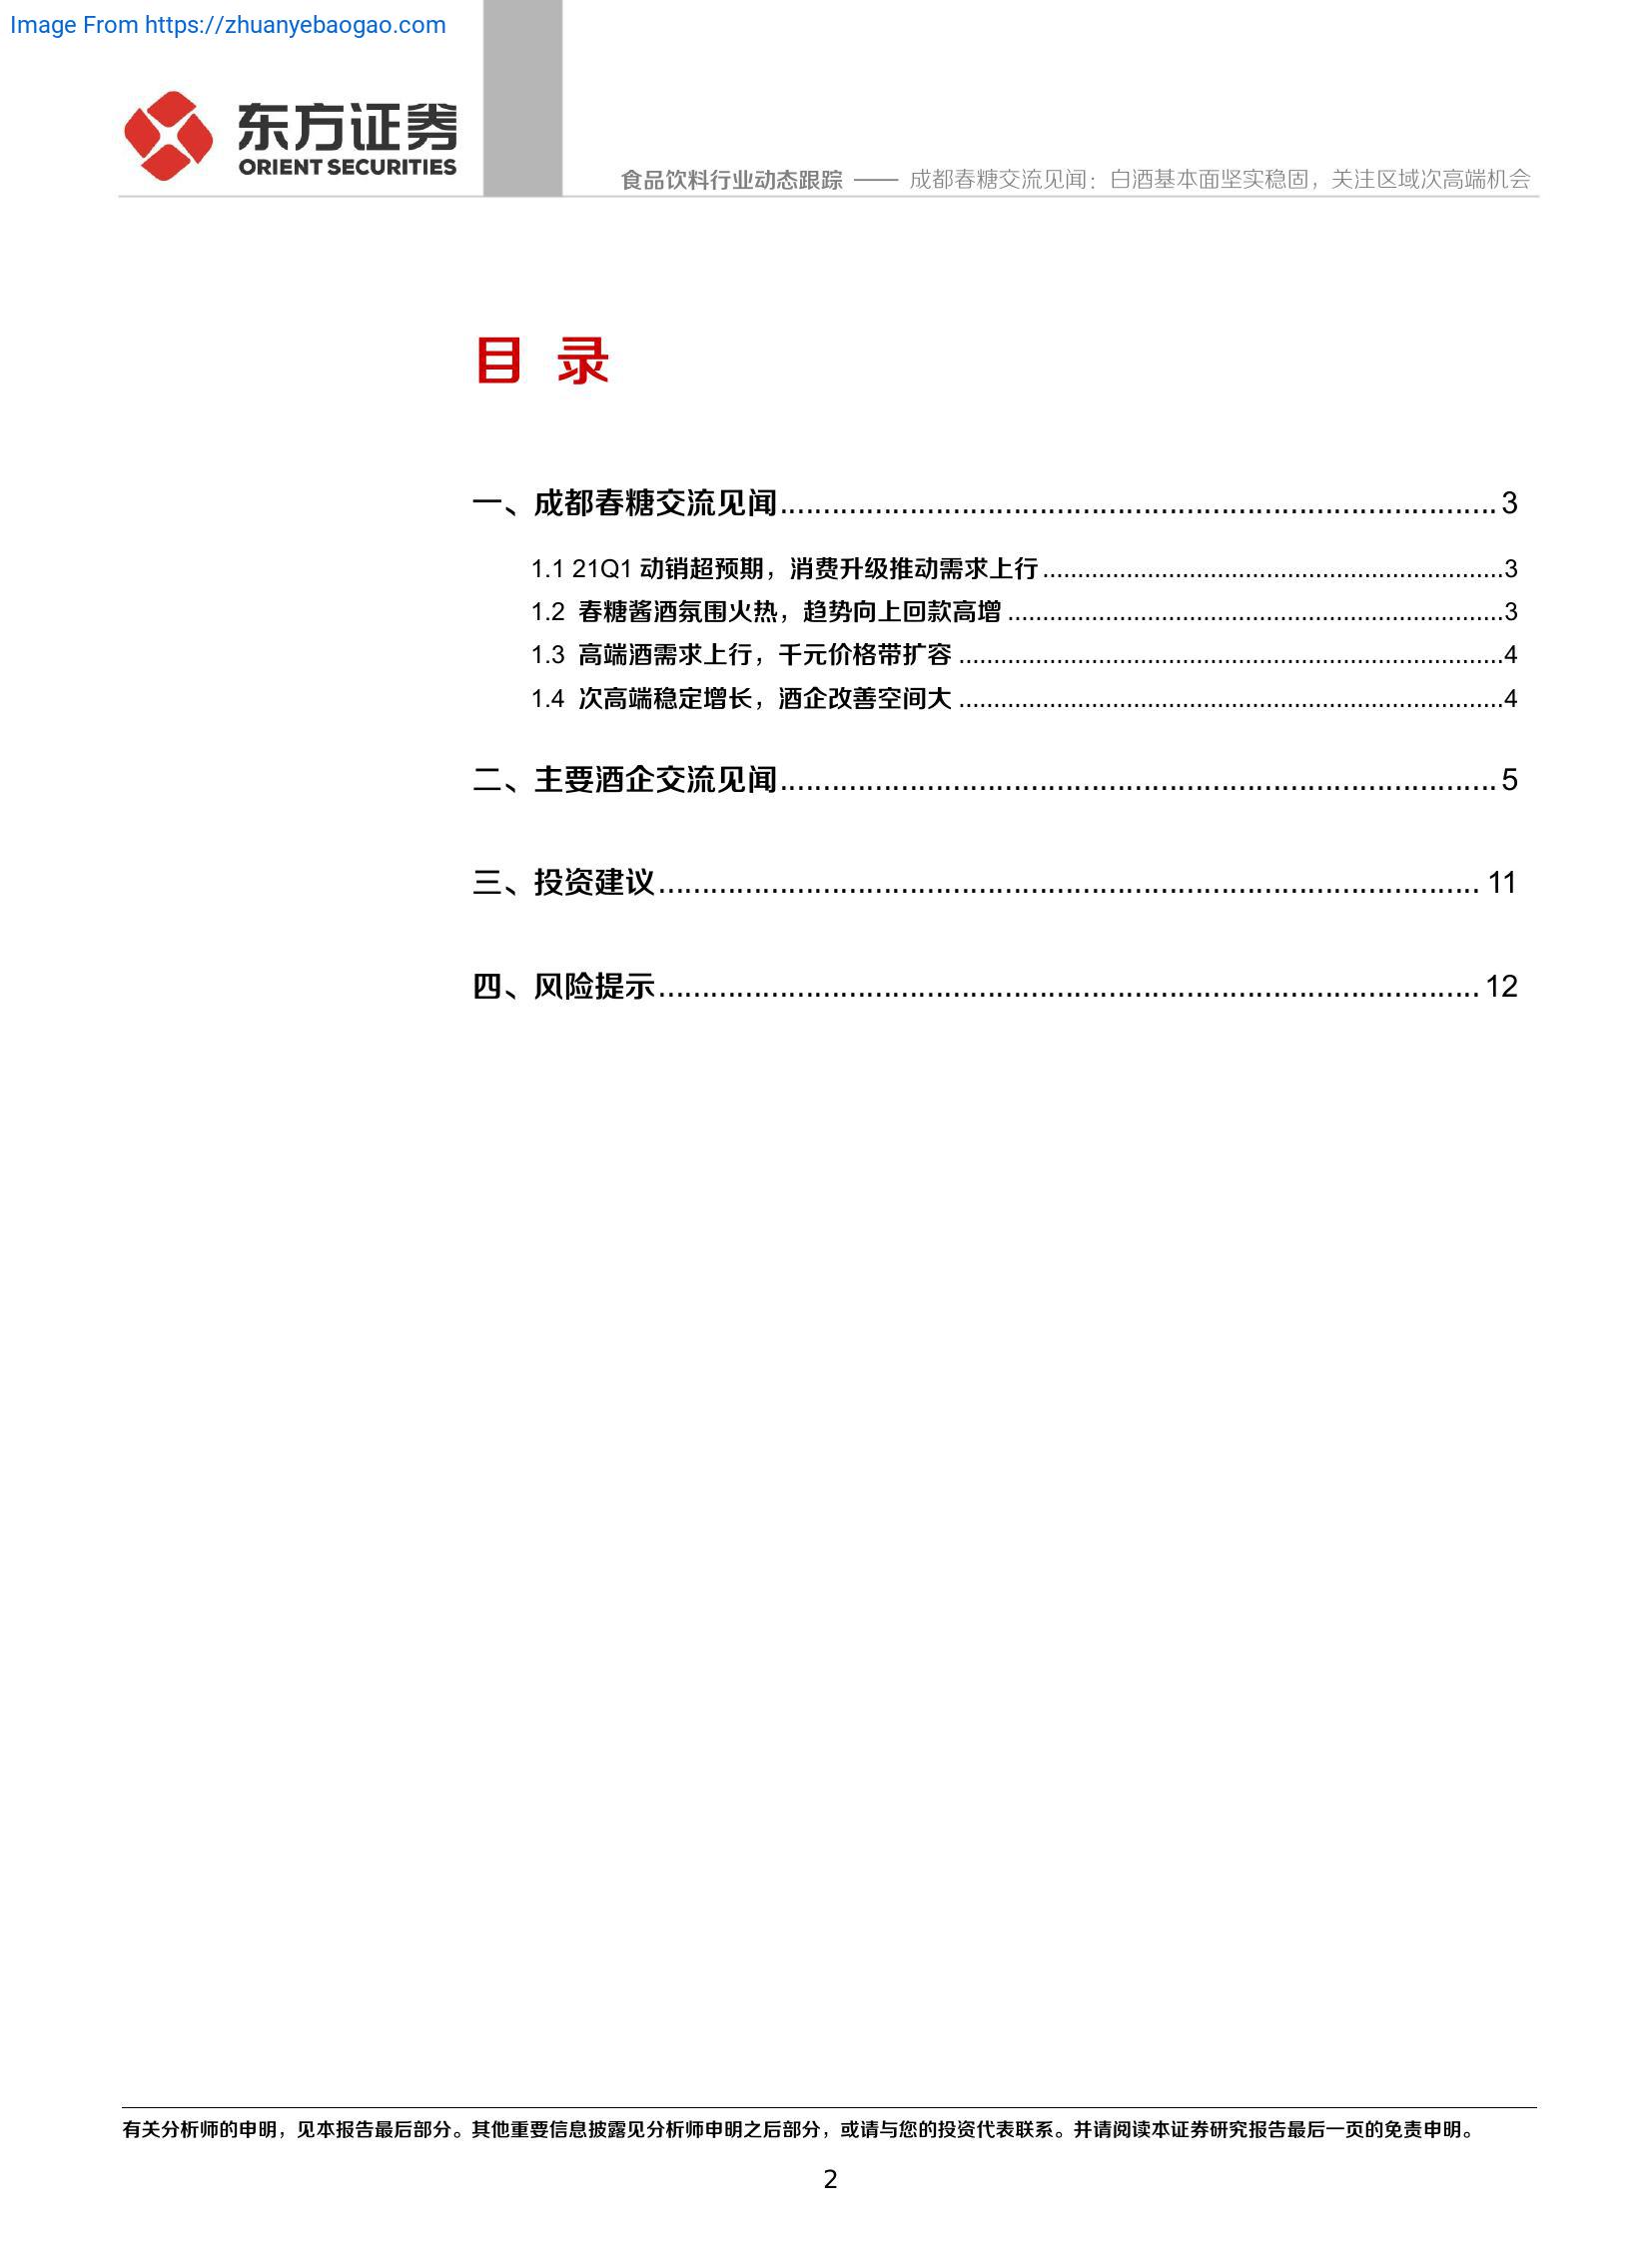 Image From https://zhuanyebaogao.com
东方证券
ORIENT SECURITIES
食品饮料行业动态跟踪 —— 成都春糖交流见闻：白酒基本面坚实稳固，关注区域次高端机会
目 录
一、成都春糖交流见闻.................................................................................... 3
1.1 21Q1 动销超预期，消费升级推动需求上行..................................................................3
1.2 春糖酱酒氛围火热，趋势向上回款高增.......................................................................3
1.3 高端酒需求上行，千元价格带扩容..............................................................................4
1.4 次高端稳定增长，酒企改善空间大..............................................................................4
二、主要酒企交流见闻.................................................................................... 5
三、投资建议................................................................................................ 11
四、风险提示................................................................................................ 12
有关分析师的申明，见本报告最后部分。其他重要信息披露见分析师申明之后部分，或请与您的投资代表联系。并请阅读本证券研究报告最后一页的免责申明。
2